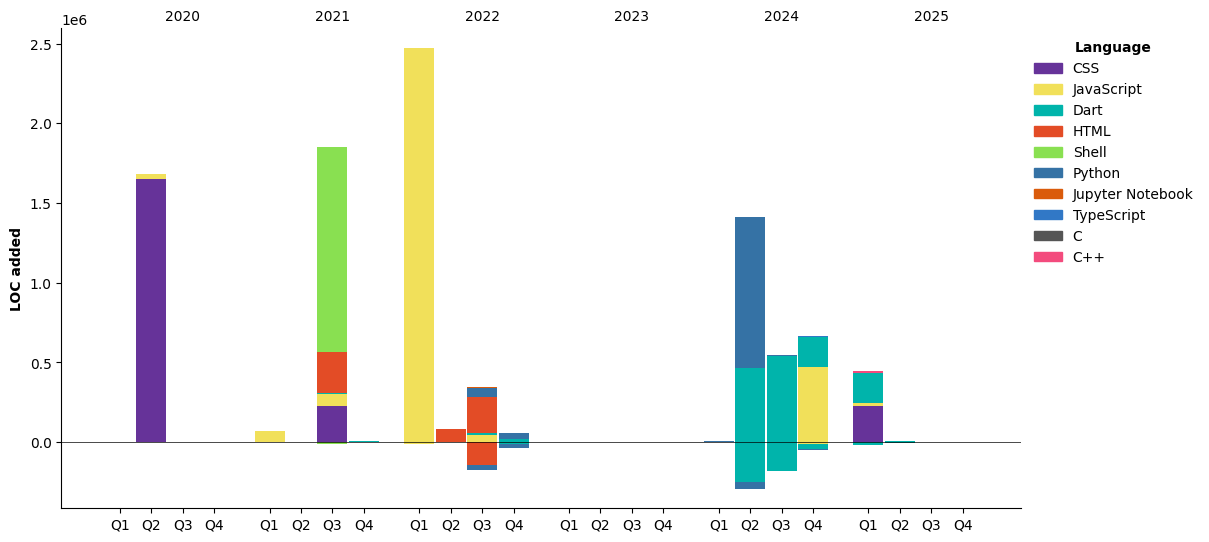 1e6
2020 2021 2022 2023 2024 2025
2.5
2.0
1.5
1.0
0.5
0.0
LOC added
Q1 Q2 Q3 Q4 Q1 Q2 Q3 Q4 Q1 Q2 Q3 Q4 Q1 Q2 Q3 Q4 Q1 Q2 Q3 Q4 Q1 Q2 Q3 Q4
Language
CSS
JavaScript
Dart
HTML
Shell
Python
Jupyter Notebook
TypeScript
C
C++